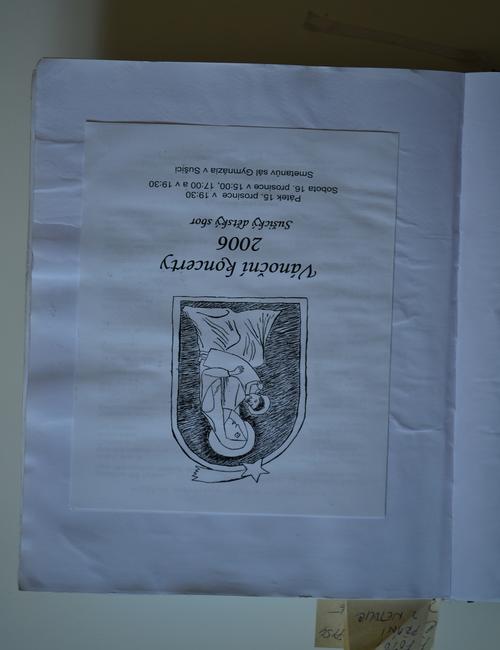 Vánoční koncerty
2006
Sušický dětský sbor
Pátek 15. prosince v 19:30
Sobota 16. prosince v 15:00, 17:00 a v 19:30
Smetanův sál Gymnázia v Sušici